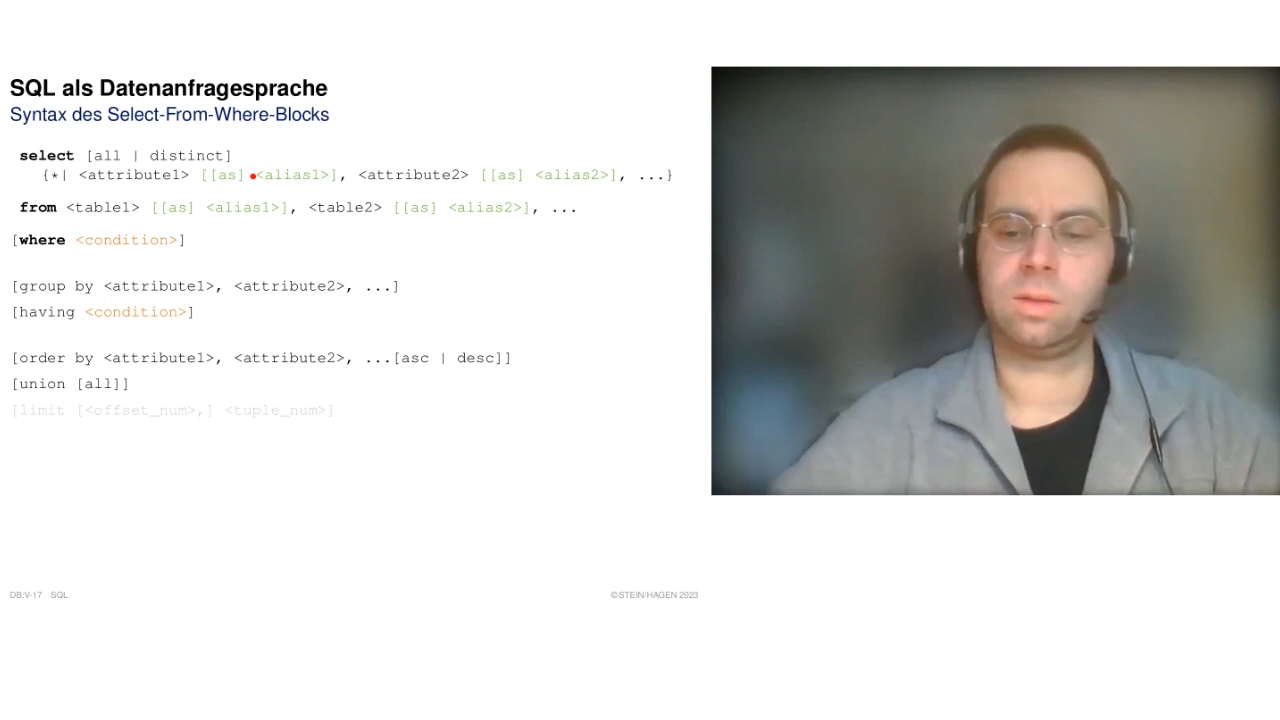 SQL als Datenanfragesprache
Syntax des Select-From-Where-Blocks
select [all | distinct]
{*| <attribute1> [[as] <alias1>], <attribute2> [[as] <alias2>], ...}
from <table1> [[as] <alias1>], <table2> [[as] <alias2>], ...
[where <condition>]
[group by <attribute1>, <attribute2>, ...]
[having <condition>]
[order by <attribute1>, <attribute2>, ...[asc | desc]]
[union [all]]
[limit [<offset_num>,] <tuple_num>]
DB:V-17 SQL
©STEIN/HAGEN 2023